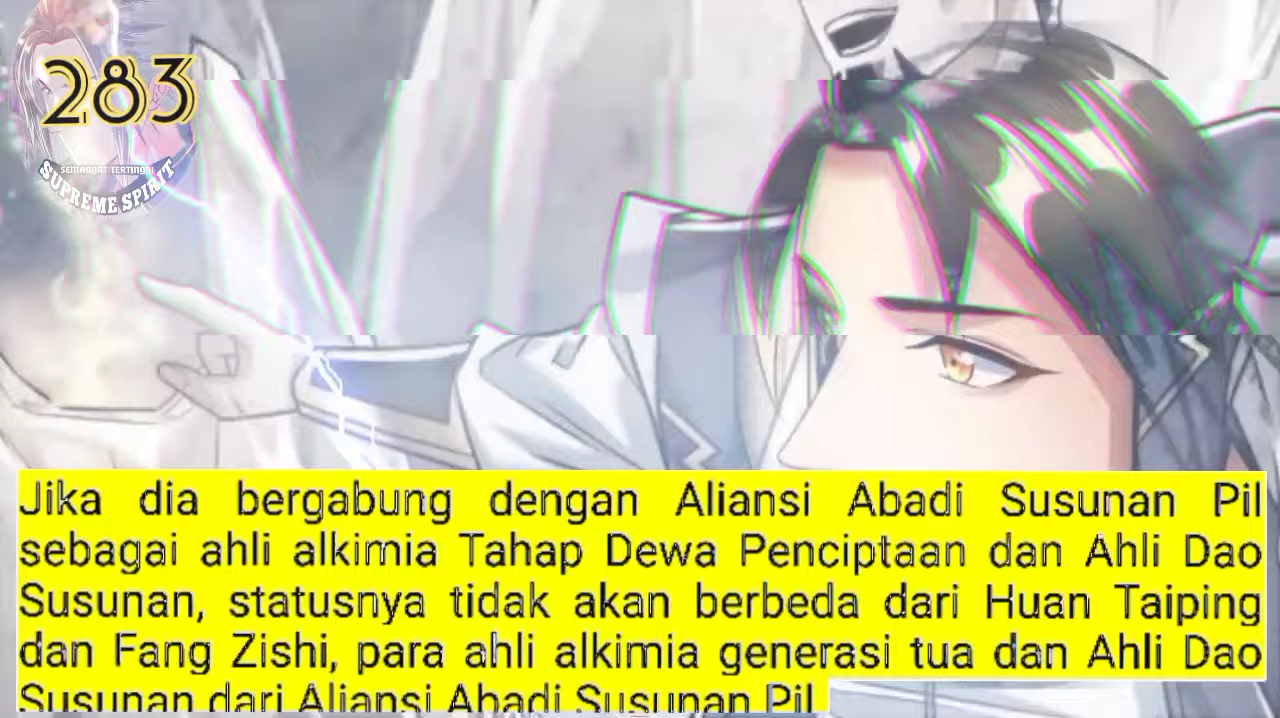 283
SEMANGAT TERTINGGI
SUPREME SPIRIT
Jika dia bergabung dengan Aliansi Abadi Susunan Pil
sebagai ahli alkimia Tahap Dewa Penciptaan dan Ahli Dao
Susunan, statusnya tidak akan berbeda dari Huan Taiping
dan Fang Zishi, para ahli alkimia generasi tua dan Ahli Dao
Susunan dari Aliansi Abadi Susunan Pil